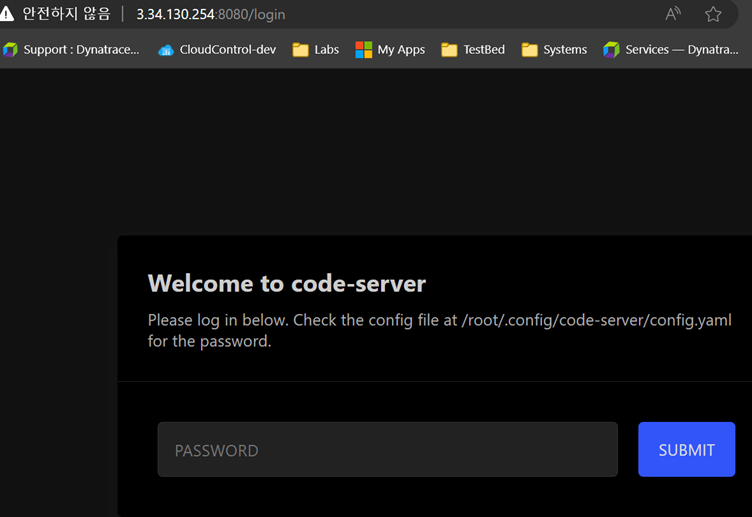 안전하지 않음 | 3.34.130.254:8080/login
Support : Dynatrace... CloudControl-dev Labs My Apps TestBed Systems Services — Dynatra...
Welcome to code-server
Please log in below. Check the config file at /root/.config/code-server/config.yaml
for the password.
PASSWORD SUBMIT